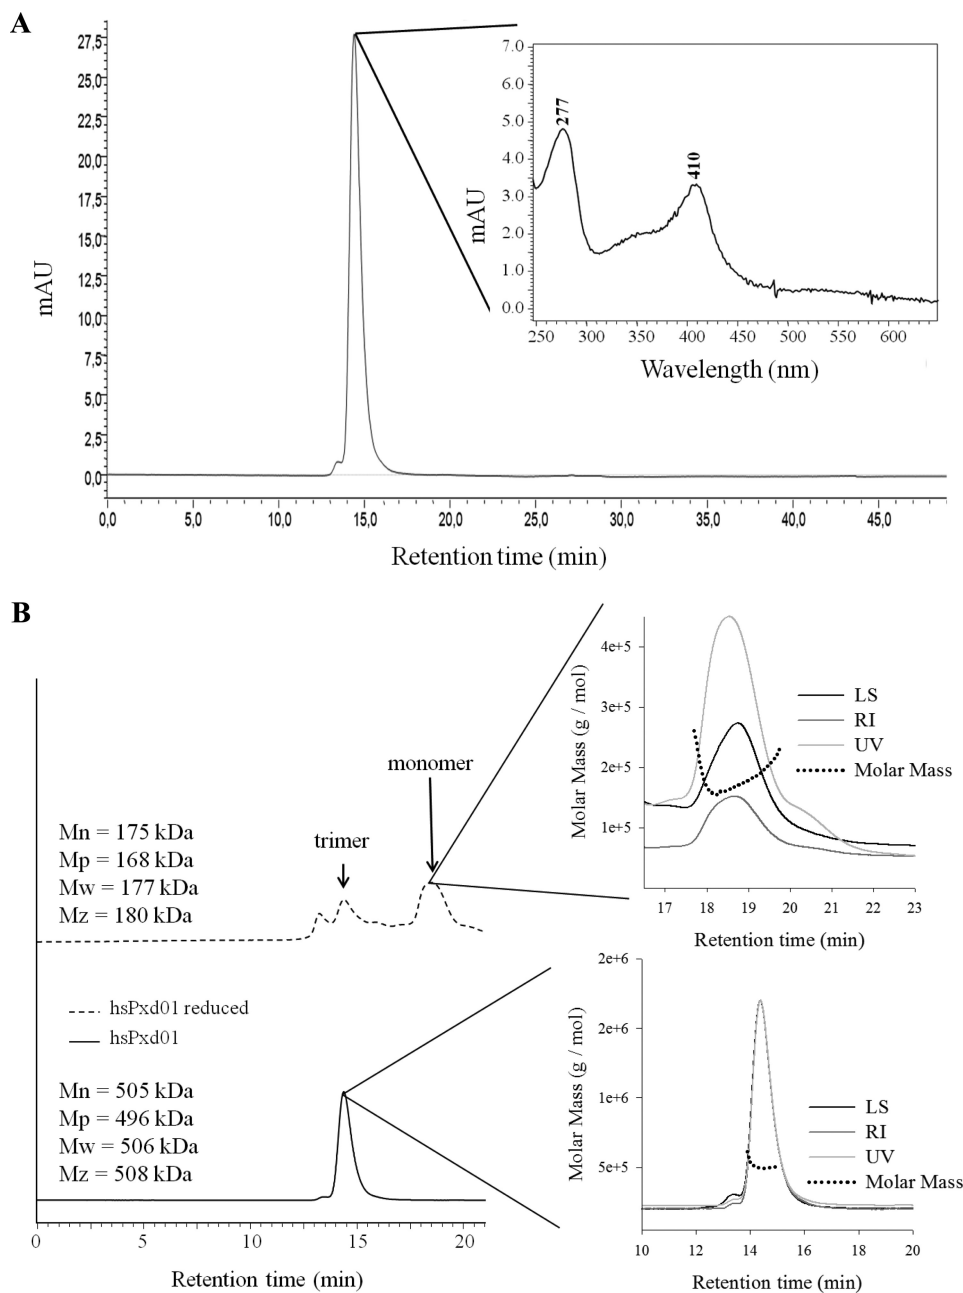 A
27,5
25,0
22,5
20,0
17,5
15,0
12,5
10,0
7,5
5,0
2,5
0,0
mAU
0,0 5,0 10,0 15,0 20,0 25,0 30,0 35,0 40,0 45,0
Retention time (min)
7.0
6.0
5.0
4.0
3.0
2.0
1.0
0.0
mAU
277
410
250 300 350 400 450 500 550 600
Wavelength (nm)
B
monomer
trimer
Mn = 175 kDa
Mp = 168 kDa
Mw = 177 kDa
Mz = 180 kDa
hsPxd01 reduced
hsPxd01
Mn = 505 kDa
Mp = 496 kDa
Mw = 506 kDa
Mz = 508 kDa
0 5 10 15 20
Retention time (min)
4e+5
3e+5
2e+5
1e+5
Molar Mass (g / mol)
LS
RI
UV
Molar Mass
17 18 19 20 21 22 23
Retention time (min)
2e+6
2e+6
1e+6
5e+5
Molar Mass (g / mol)
LS
RI
UV
Molar Mass
10 12 14 16 18 20
Retention time (min)